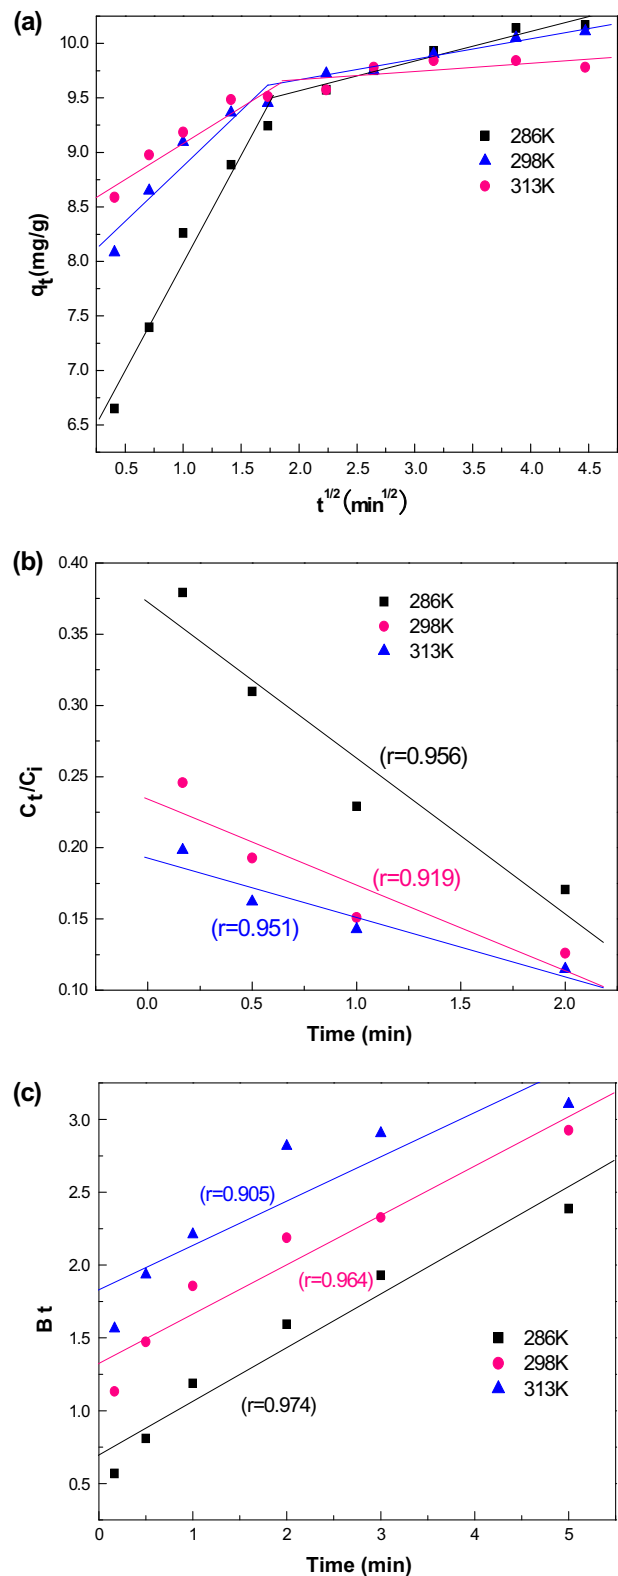 (a)
10.0
9.5
9.0
8.5
8.0
7.5
7.0
6.5
qt(mg/g)
286K
298K
313K
0.5 1.0 1.5 2.0 2.5 3.0 3.5 4.0 4.5
t1/2(min1/2)
(b)
0.40
0.35
0.30
0.25
0.20
0.15
0.10
Ct/Ci
286K
298K
313K
(r=0.956)
(r=0.919)
(r=0.951)
0.0 0.5 1.0 1.5 2.0
Time (min)
(c)
3.0
2.5
2.0
1.5
1.0
0.5
B t
(r=0.905)
(r=0.964)
(r=0.974)
286K
298K
313K
0 1 2 3 4 5
Time (min)